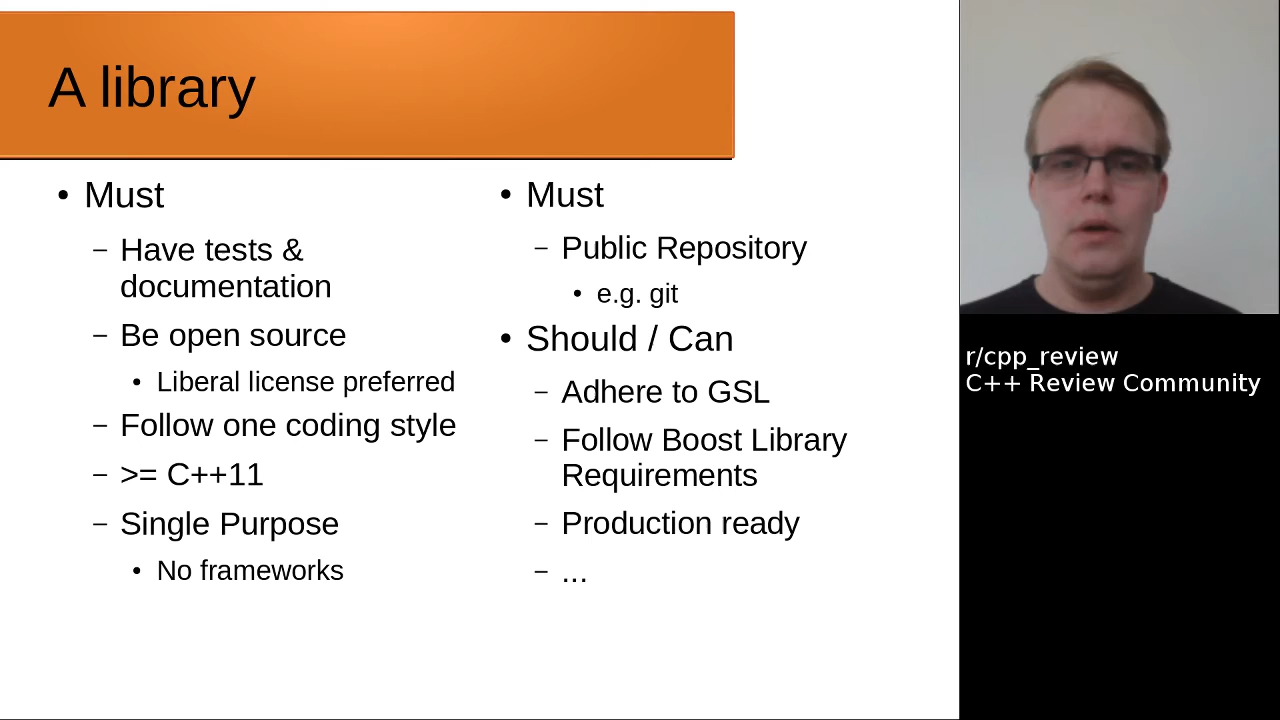 A library
• Must
– Have tests &
documentation
– Be open source
• Liberal license preferred
– Follow one coding style
– >= C++11
– Single Purpose
• No frameworks
• Must
– Public Repository
• e.g. git
• Should / Can
– Adhere to GSL
– Follow Boost Library
Requirements
– Production ready
– ...
r/cpp_review
C++ Review Community